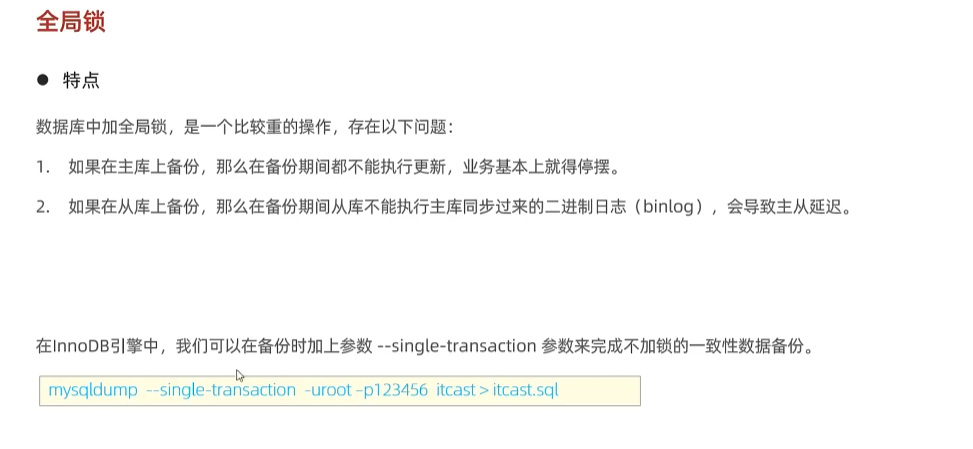 全局锁
● 特点
数据库中加全局锁，是一个比较重的操作，存在以下问题：
1. 如果在主库上备份，那么在备份期间都不能执行更新，业务基本上就得停摆。
2. 如果在从库上备份，那么在备份期间从库不能执行主库同步过来的二进制日志（binlog），会导致主从延迟。
在InnoDB引擎中，我们可以在备份时加上参数 --single-transaction 参数来完成不加锁的一致性数据备份。
mysqldump --single-transaction -uroot –p123456 itcast > itcast.sql